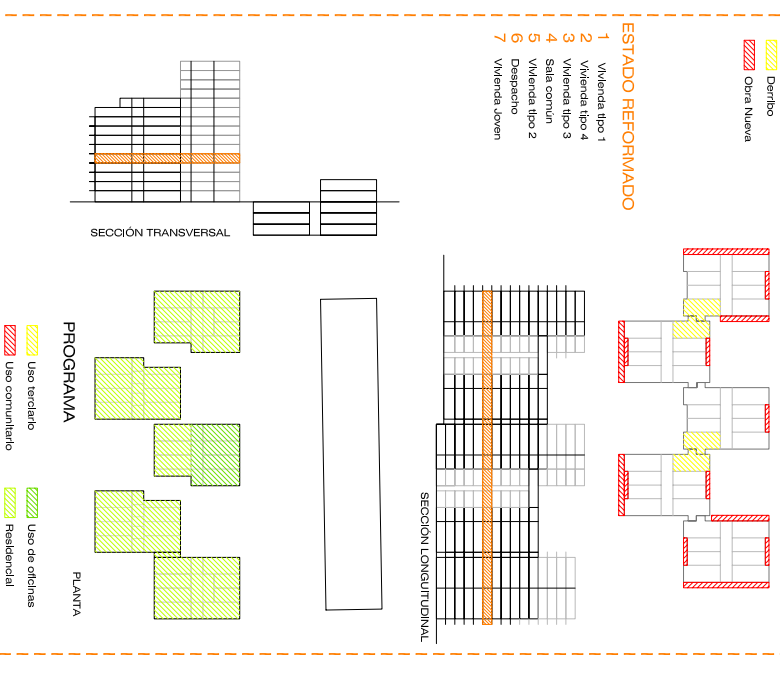 Derribo
Obra Nueva
ESTADO REFORMADO
1 Vivienda tipo 1
2 Vivienda tipo 4
3 Vivienda tipo 3
4 Sala común
5 Vivienda tipo 2
6 Despacho
7 Vivienda Joven
SECCIÓN TRANSVERSAL
SECCIÓN LONGUITUDINAL
PLANTA
PROGRAMA
Uso terciario
Uso comunitario
Uso de oficinas
Residencial